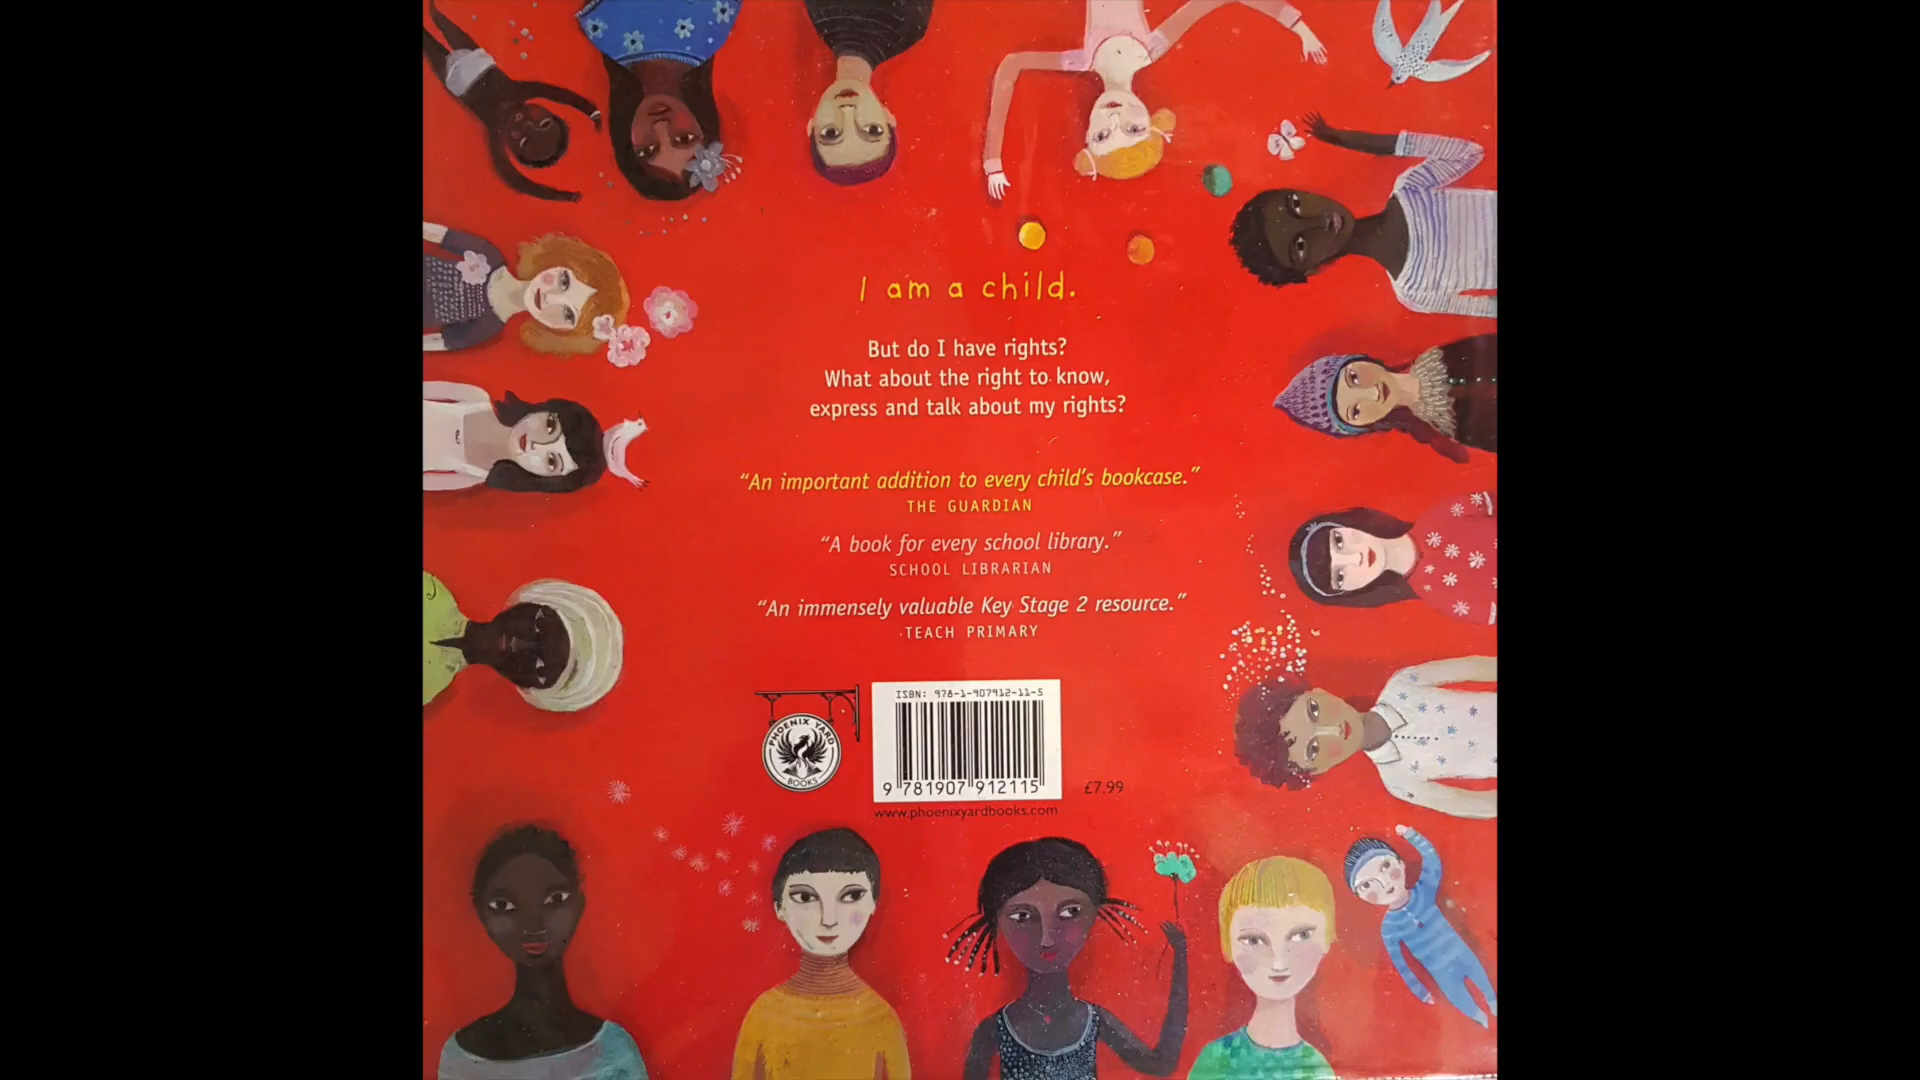 I am a child.
But do I have rights?
What about the right to know,
express and talk about my rights?
“An important addition to every child’s bookcase.”
THE GUARDIAN
“A book for every school library.”
SCHOOL LIBRARIAN
“An immensely valuable Key Stage 2 resource.”
TEACH PRIMARY
PHOENIX YARD
BOOKS
ISBN: 978-1-907912-11-5
9 781907 912115
£7.99
www.phoenixyardbooks.com